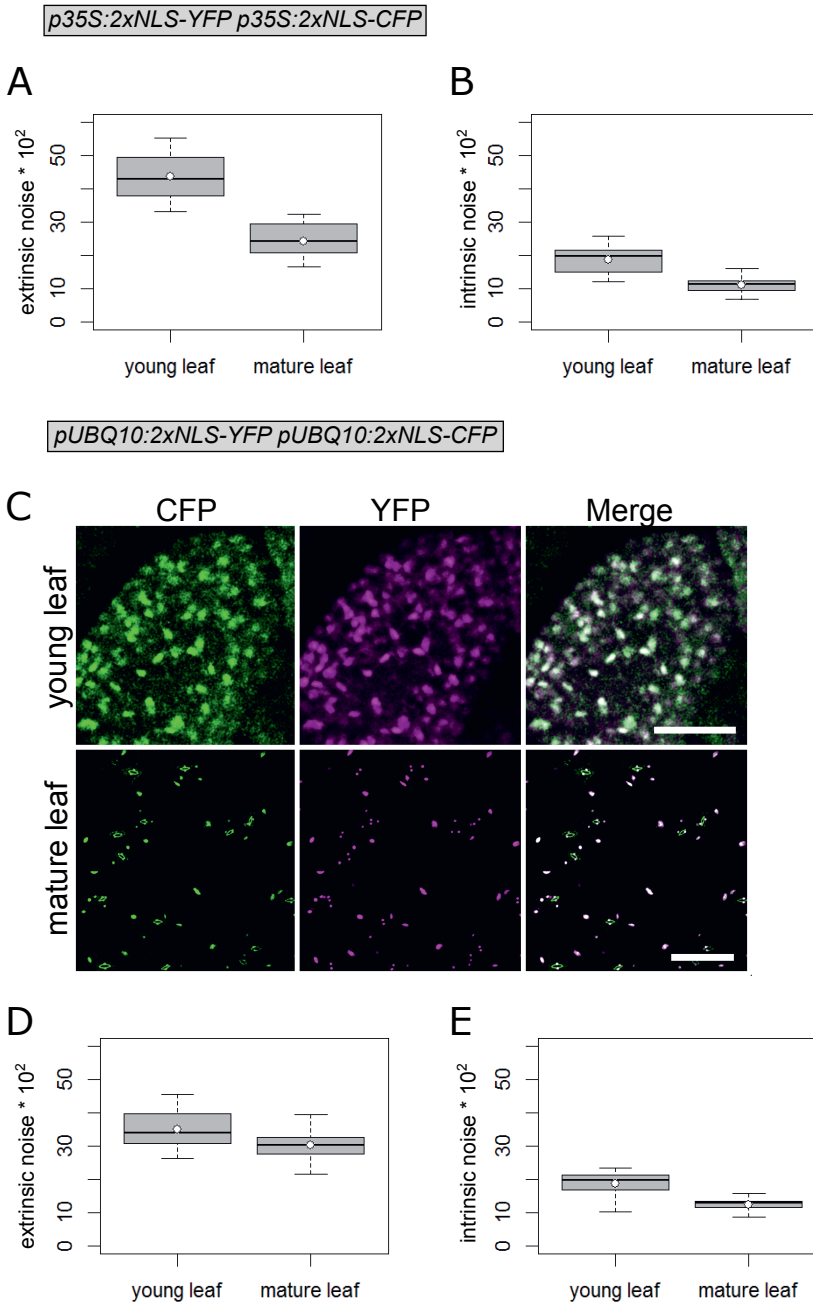 p35S:2xNLS-YFP p35S:2xNLS-CFP
A
B
extrinsic noise * 10²
50
30
10
0
young leaf mature leaf
intrinsic noise * 10²
50
30
10
0
young leaf mature leaf
pUBQ10:2xNLS-YFP pUBQ10:2xNLS-CFP
C
CFP YFP Merge
young leaf
mature leaf
D
E
extrinsic noise * 10²
50
30
10
0
young leaf mature leaf
intrinsic noise * 10²
50
30
10
0
young leaf mature leaf